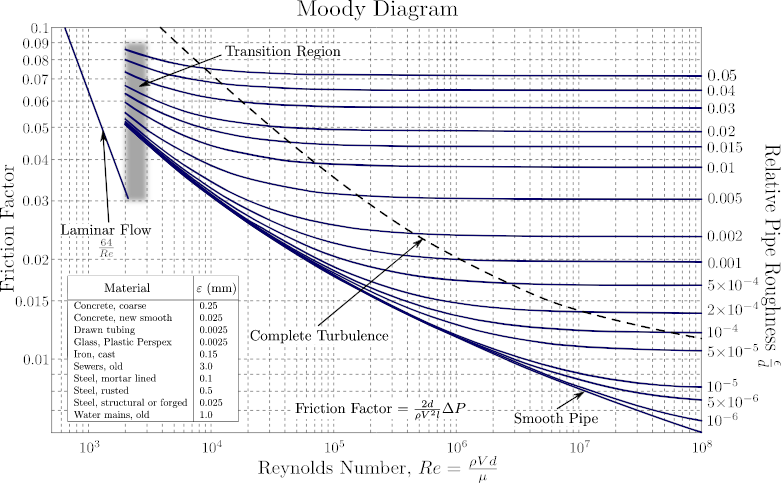 Moody Diagram
Transition Region
Laminar Flow
64/Re
Complete Turbulence
Smooth Pipe
Friction Factor = 2d/ρV²l ΔP
Friction Factor
0.1
0.09
0.08
0.07
0.06
0.05
0.04
0.03
0.02
0.015
0.01
Material ε (mm)
Concrete, coarse 0.25
Concrete, new smooth 0.025
Drawn tubing 0.0025
Glass, Plastic Perspex 0.0025
Iron, cast 0.15
Sewers, old 3.0
Steel, mortar lined 0.1
Steel, rusted 0.5
Steel, structural or forged 0.025
Water mains, old 1.0
0.05
0.04
0.03
0.02
0.015
0.01
0.005
0.002
0.001
5×10⁻⁴
2×10⁻⁴
10⁻⁴
5×10⁻⁵
10⁻⁵
5×10⁻⁶
10⁻⁶
Relative Pipe Roughness ϵ/d
10³ 10⁴ 10⁵ 10⁶ 10⁷ 10⁸
Reynolds Number, Re = ρVd/μ